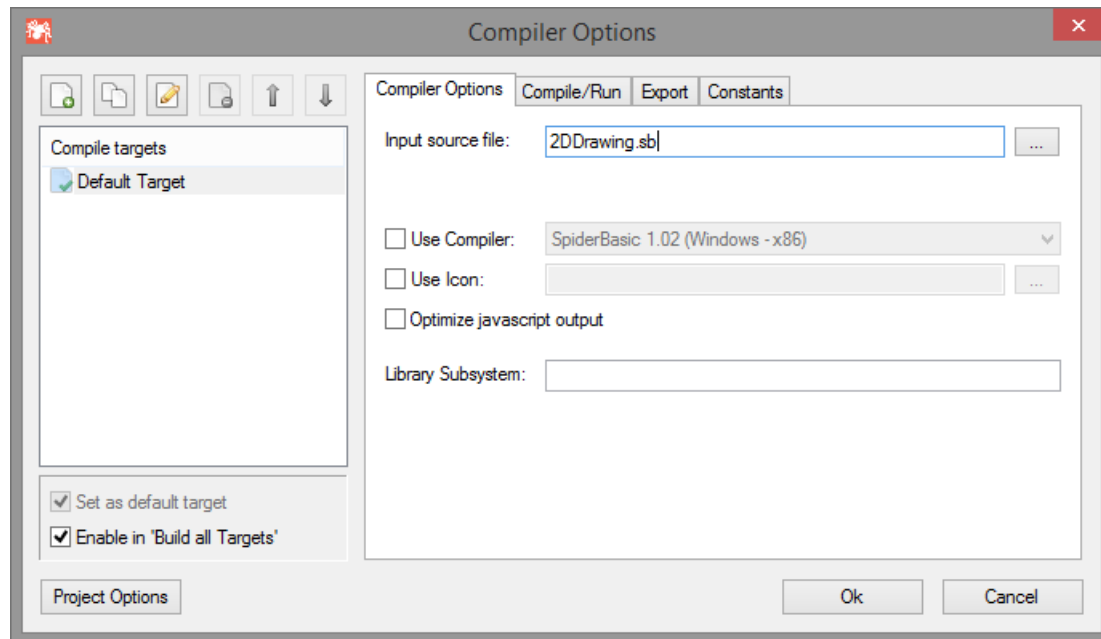 Compiler Options
Compiler Options Compile/Run Export Constants
Input source file: 2DDrawing.sb ...
Compile targets
Default Target
Use Compiler: SpiderBasic 1.02 (Windows - x86)
Use Icon: ...
Optimize javascript output
Library Subsystem:
Set as default target
Enable in 'Build all Targets'
Project Options Ok Cancel